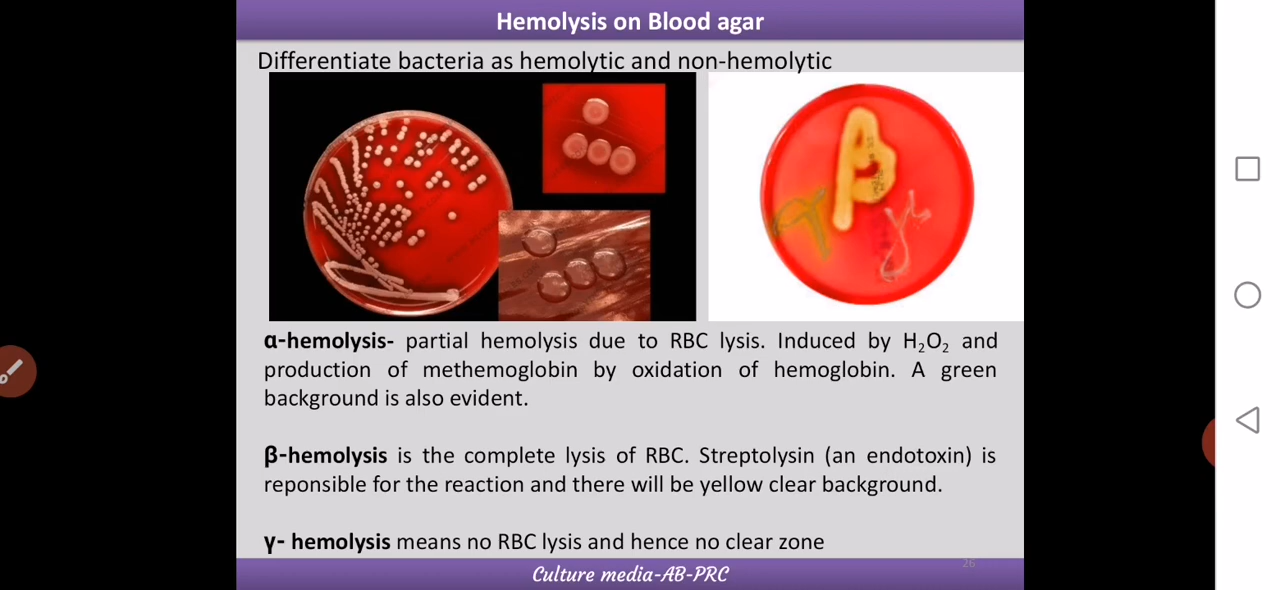 Hemolysis on Blood agar
Differentiate bacteria as hemolytic and non-hemolytic
β
α
γ
α-hemolysis- partial hemolysis due to RBC lysis. Induced by H₂O₂ and
production of methemoglobin by oxidation of hemoglobin. A green
background is also evident.
β-hemolysis is the complete lysis of RBC. Streptolysin (an endotoxin) is
reponsible for the reaction and there will be yellow clear background.
γ- hemolysis means no RBC lysis and hence no clear zone
26
Culture media-AB-PRC